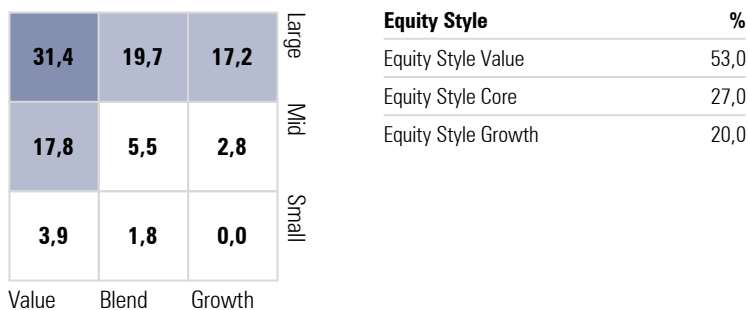 31,4 19,7 17,2 Large
17,8 5,5 2,8 Mid
3,9 1,8 0,0 Small
Value Blend Growth
Equity Style %
Equity Style Value 53,0
Equity Style Core 27,0
Equity Style Growth 20,0